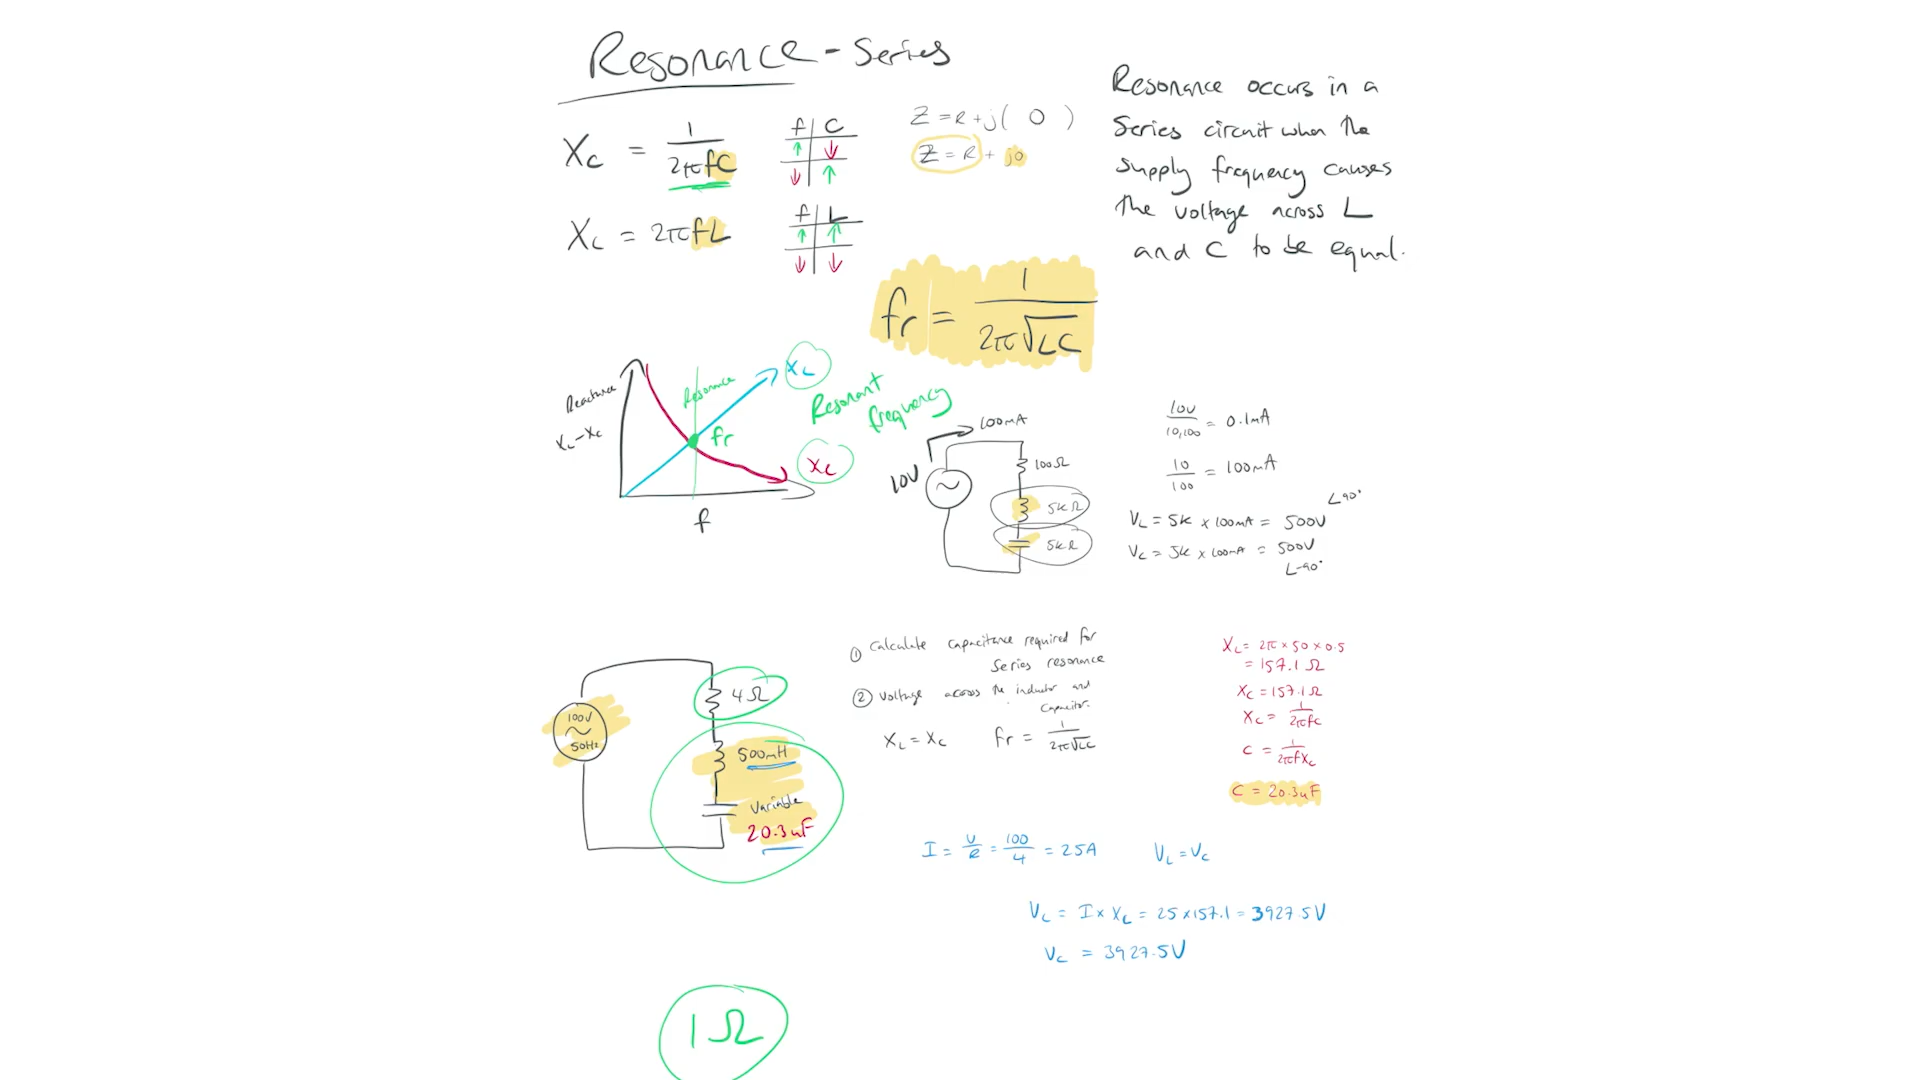 Resonance - Series
Xc = 1/2πfC
f C
↑ ↓
↓ ↑
Z = R + j( 0 )
Z = R + j0
Resonance occurs in a
Series circuit when the
supply frequency causes
the voltage across L
and C to be equal.
XL = 2πfL
f L
↑ ↑
↓ ↓
fr = 1/2π√LC
Reactance
XL - Xc
Resonance
XL
fr
Resonant
frequency
Xc
f
100mA
10V
100Ω
5kΩ
5kΩ
10V/10,100 = 0.1mA
10/100 = 100mA
VL = 5k x 100mA = 500V ∠90°
Vc = 5k x 100mA = 500V
∠-90°
① Calculate capacitance required for
Series resonance
② Voltage across the inductor and
Capacitor.
XL = Xc fr = 1/2π√LC
XL = 2π x 50 x 0.5
= 157.1 Ω
Xc = 157.1 Ω
Xc = 1/2πfc
C = 1/2πfXc
C = 20.3uF
100V
50Hz
4Ω
500mH
Variable
20.3uF
I = V/R = 100/4 = 25A VL = Vc
VL = I x XL = 25 x 157.1 = 3927.5V
Vc = 3927.5V
1Ω